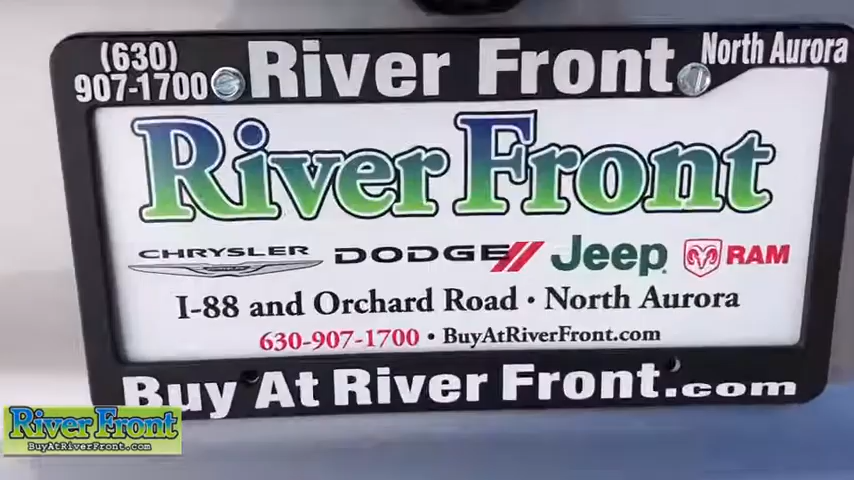 (630)
907-1700
River Front
North Aurora
River Front
CHRYSLER DODGE Jeep RAM
I-88 and Orchard Road · North Aurora
630-907-1700 · BuyAtRiverFront.com
Buy At River Front.com
River Front
BuyAtRiverFront.com